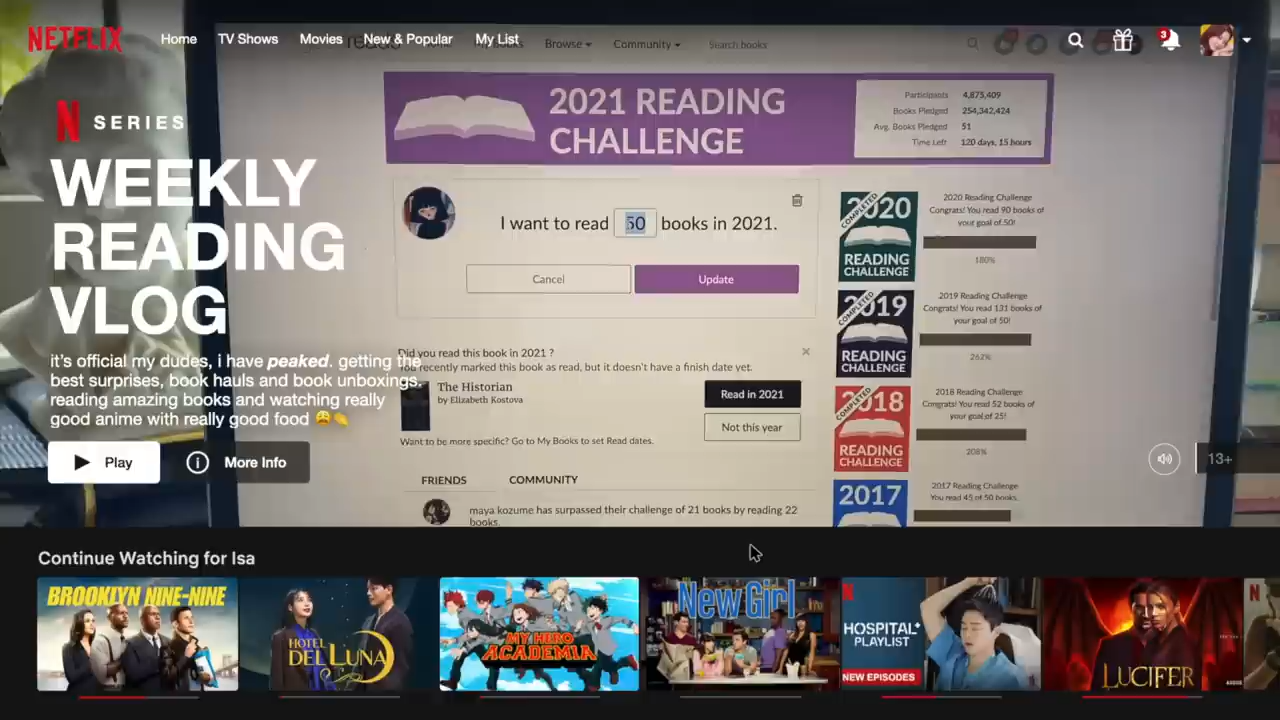 NETFLIX
Home TV Shows Movies New & Popular My List
Browse Community Search books
3
N SERIES
WEEKLY
READING
VLOG
it's official my dudes, i have peaked. getting the
best surprises, book hauls and book unboxings.
reading amazing books and watching really
good anime with really good food 😩👏
Play
More Info
2021 READING
CHALLENGE
Participants 4,875,409
Books Pledged 254,342,424
Avg. Books Pledged 51
Time Left 120 days, 15 hours
I want to read 50 books in 2021.
Cancel
Update
Did you read this book in 2021 ?
You recently marked this book as read, but it doesn't have a finish date yet.
The Historian
by Elizabeth Kostova
Read in 2021
Not this year
Want to be more specific? Go to My Books to set Read dates.
FRIENDS COMMUNITY
maya kozume has surpassed their challenge of 21 books by reading 22
books.
COMPLETED
2020
READING
CHALLENGE
2020 Reading Challenge
Congrats! You read 90 books of
your goal of 50!
180%
COMPLETED
2019
READING
CHALLENGE
2019 Reading Challenge
Congrats! You read 131 books of
your goal of 50!
262%
COMPLETED
2018
READING
CHALLENGE
2018 Reading Challenge
Congrats! You read 52 books of
your goal of 25!
208%
2017
2017 Reading Challenge
You read 45 of 50 books.
13+
Continue Watching for Isa
BROOKLYN NINE-NINE
HOTEL
DEL LUNA
MY HERO
ACADEMIA
New Girl
N
HOSPITAL
PLAYLIST
NEW EPISODES
LUCIFER
N